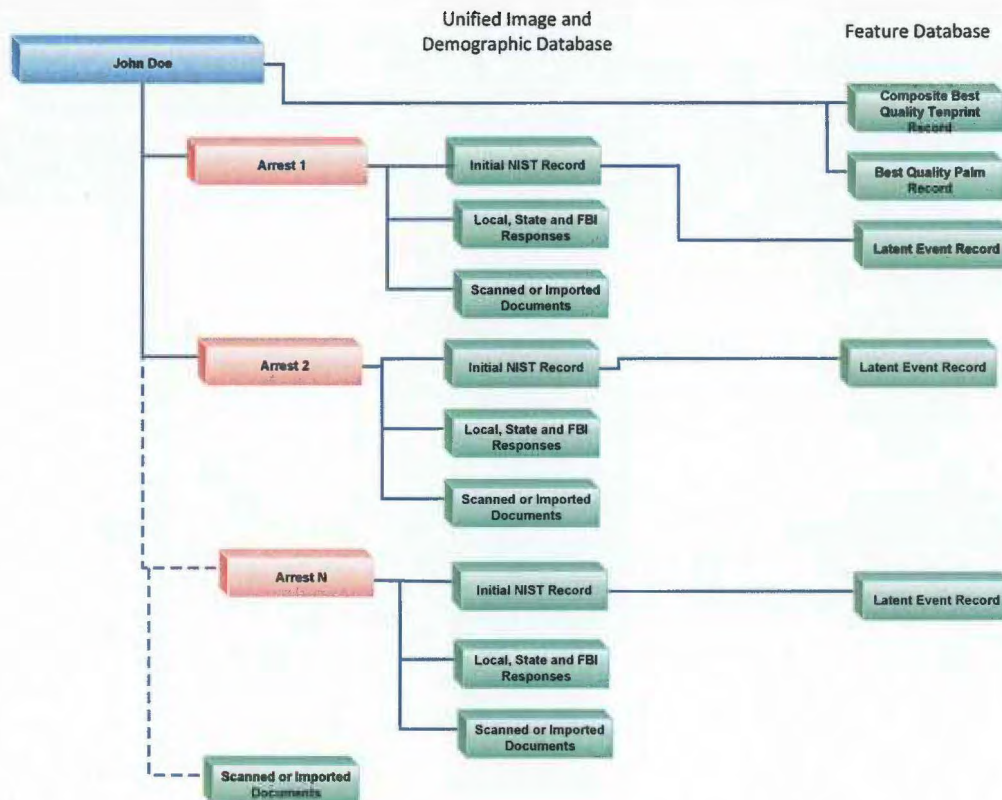 Unified Image and
Demographic Database
Feature Database
John Doe
Composite Best
Quality Tenprint
Record
Arrest 1
Initial NIST Record
Best Quality Palm
Record
Local, State and FBI
Responses
Latent Event Record
Scanned or Imported
Documents
Arrest 2
Initial NIST Record
Latent Event Record
Local, State and FBI
Responses
Scanned or Imported
Documents
Arrest N
Initial NIST Record
Latent Event Record
Local, State and FBI
Responses
Scanned or Imported
Documents
Scanned or Imported
Documents